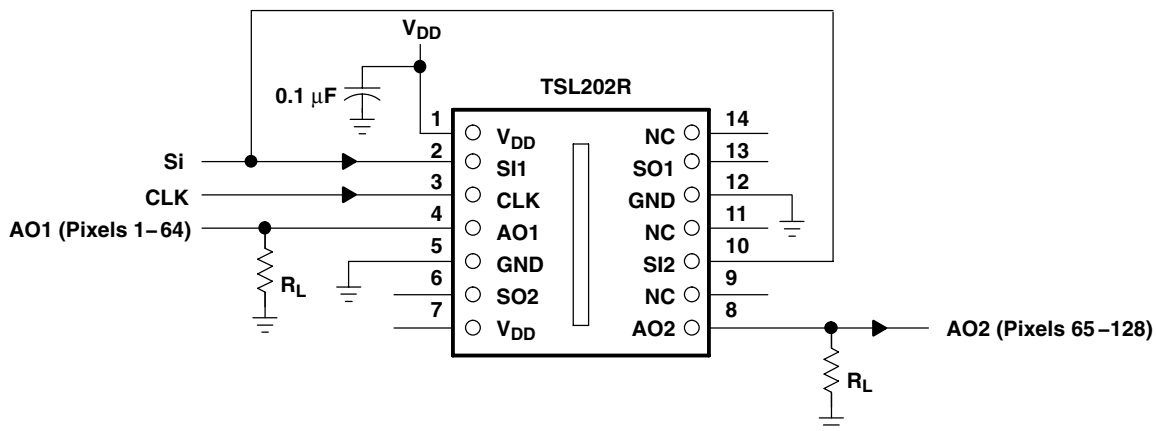 VDD
TSL202R
0.1 μF
1
VDD
NC
14
Si
2
SI1
SO1
13
CLK
3
CLK
GND
12
AO1 (Pixels 1–64)
4
AO1
NC
11
5
GND
SI2
10
RL
6
SO2
NC
9
7
VDD
AO2
8
AO2 (Pixels 65–128)
RL